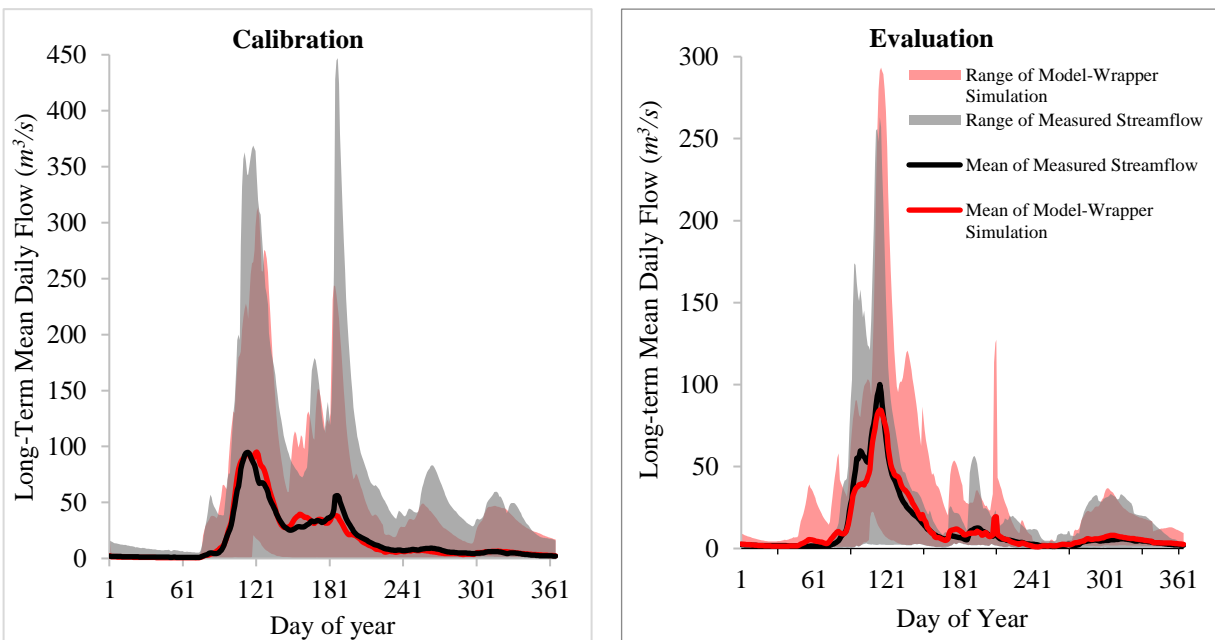 Calibration
Long-Term Mean Daily Flow (m³/s)
450
400
350
300
250
200
150
100
50
0
1 61 121 181 241 301 361
Day of year
Evaluation
Long-term Mean Daily Flow (m³/s)
300
250
200
150
100
50
0
1 61 121 181 241 301 361
Day of Year
Range of Model-Wrapper
Simulation
Range of Measured Streamflow
Mean of Measured Streamflow
Mean of Model-Wrapper
Simulation